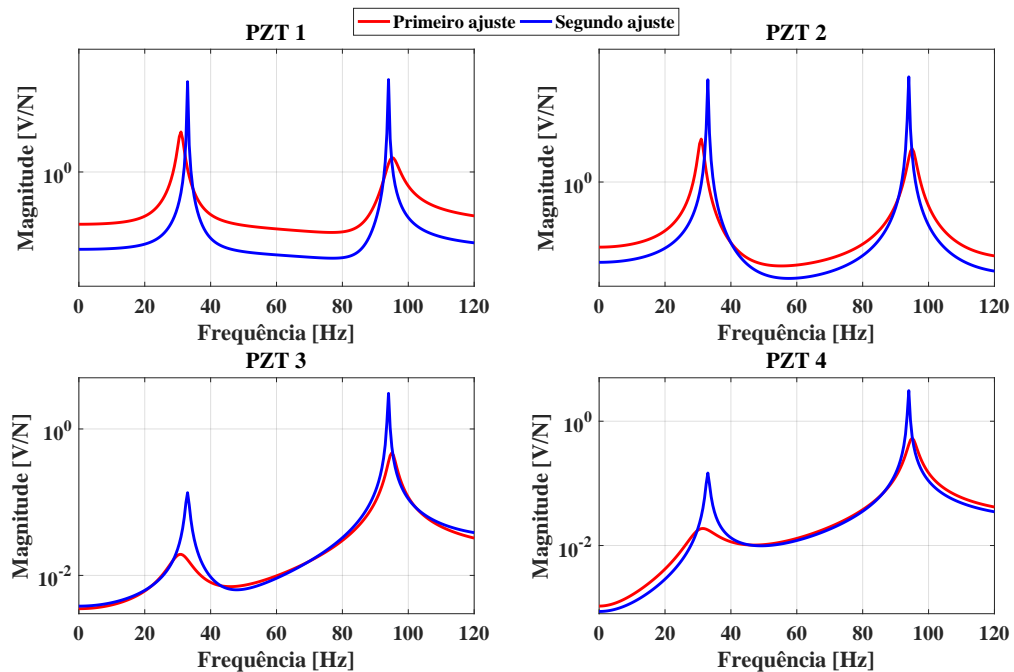 Primeiro ajuste Segundo ajuste
PZT 1
Magnitude [V/N]
10^0
0 20 40 60 80 100 120
Frequência [Hz]
PZT 2
Magnitude [V/N]
10^0
0 20 40 60 80 100 120
Frequência [Hz]
PZT 3
Magnitude [V/N]
10^0
10^-2
0 20 40 60 80 100 120
Frequência [Hz]
PZT 4
Magnitude [V/N]
10^0
10^-2
0 20 40 60 80 100 120
Frequência [Hz]